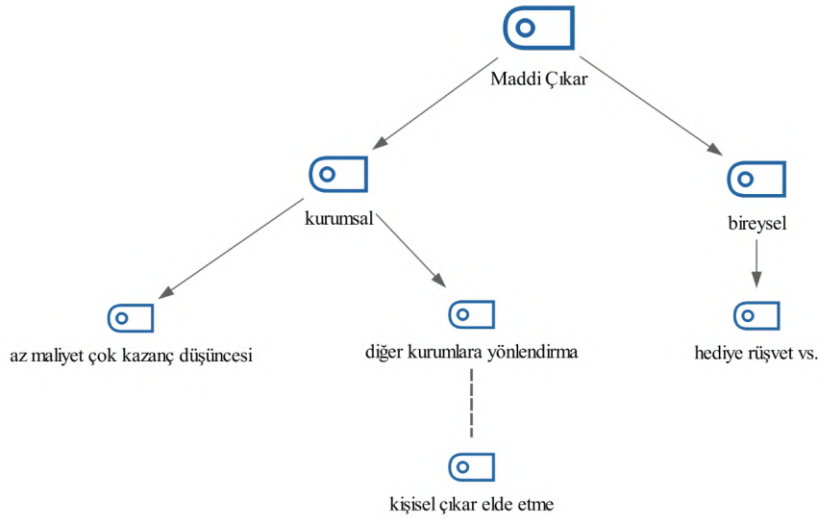 Maddi Çıkar
kurumsal
bireysel
az maliyet çok kazanç düşüncesi
diğer kurumlara yönlendirma
hediye rüşvet vs.
kişisel çıkar elde etme